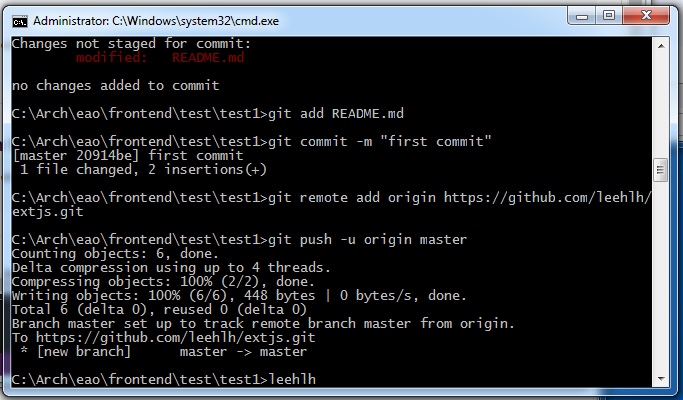 Administrator: C:\Windows\system32\cmd.exe
Changes not staged for commit:
modified:   README.md
no changes added to commit
C:\Arch\eao\frontend\test\test1>git add README.md
C:\Arch\eao\frontend\test\test1>git commit -m "first commit"
[master 20914be] first commit
1 file changed, 2 insertions(+)
C:\Arch\eao\frontend\test\test1>git remote add origin https://github.com/leehlh/
extjs.git
C:\Arch\eao\frontend\test\test1>git push -u origin master
Counting objects: 6, done.
Delta compression using up to 4 threads.
Compressing objects: 100% (2/2), done.
Writing objects: 100% (6/6), 448 bytes | 0 bytes/s, done.
Total 6 (delta 0), reused 0 (delta 0)
Branch master set up to track remote branch master from origin.
To https://github.com/leehlh/extjs.git
* [new branch]      master -> master
C:\Arch\eao\frontend\test\test1>leehlh